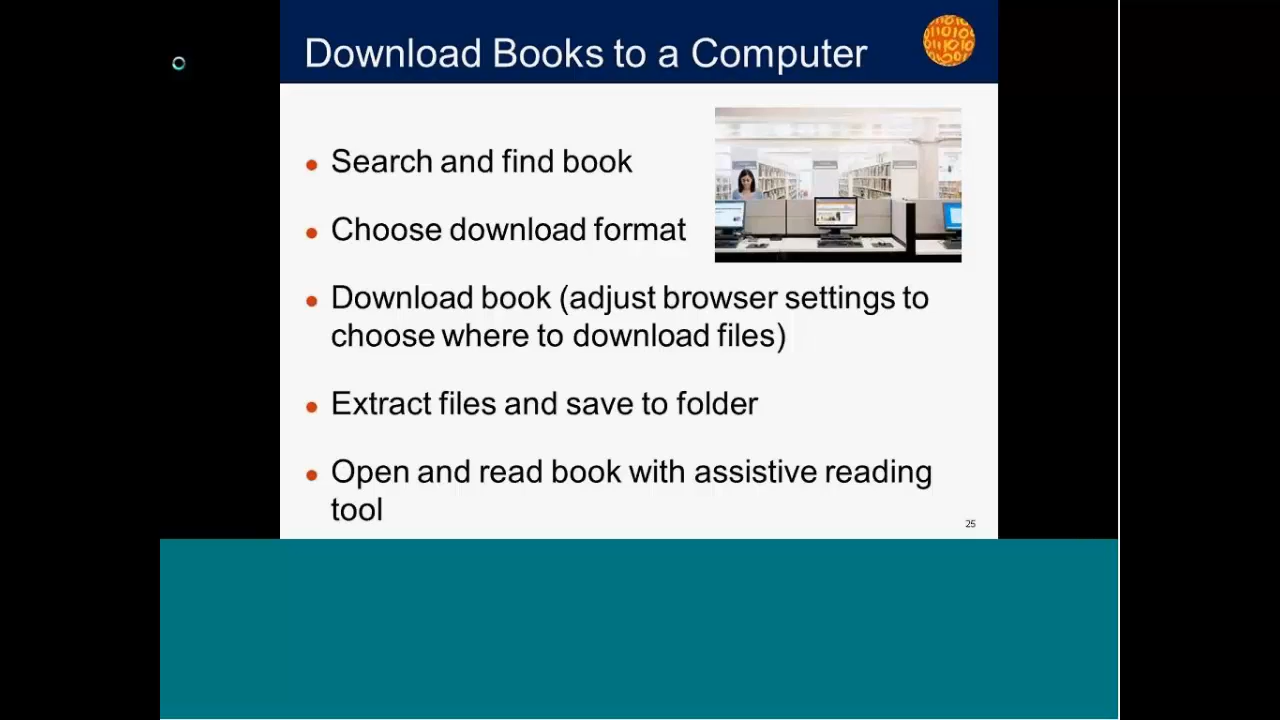 Download Books to a Computer
Search and find book
Choose download format
Download book (adjust browser settings to
choose where to download files)
Extract files and save to folder
Open and read book with assistive reading
tool
25